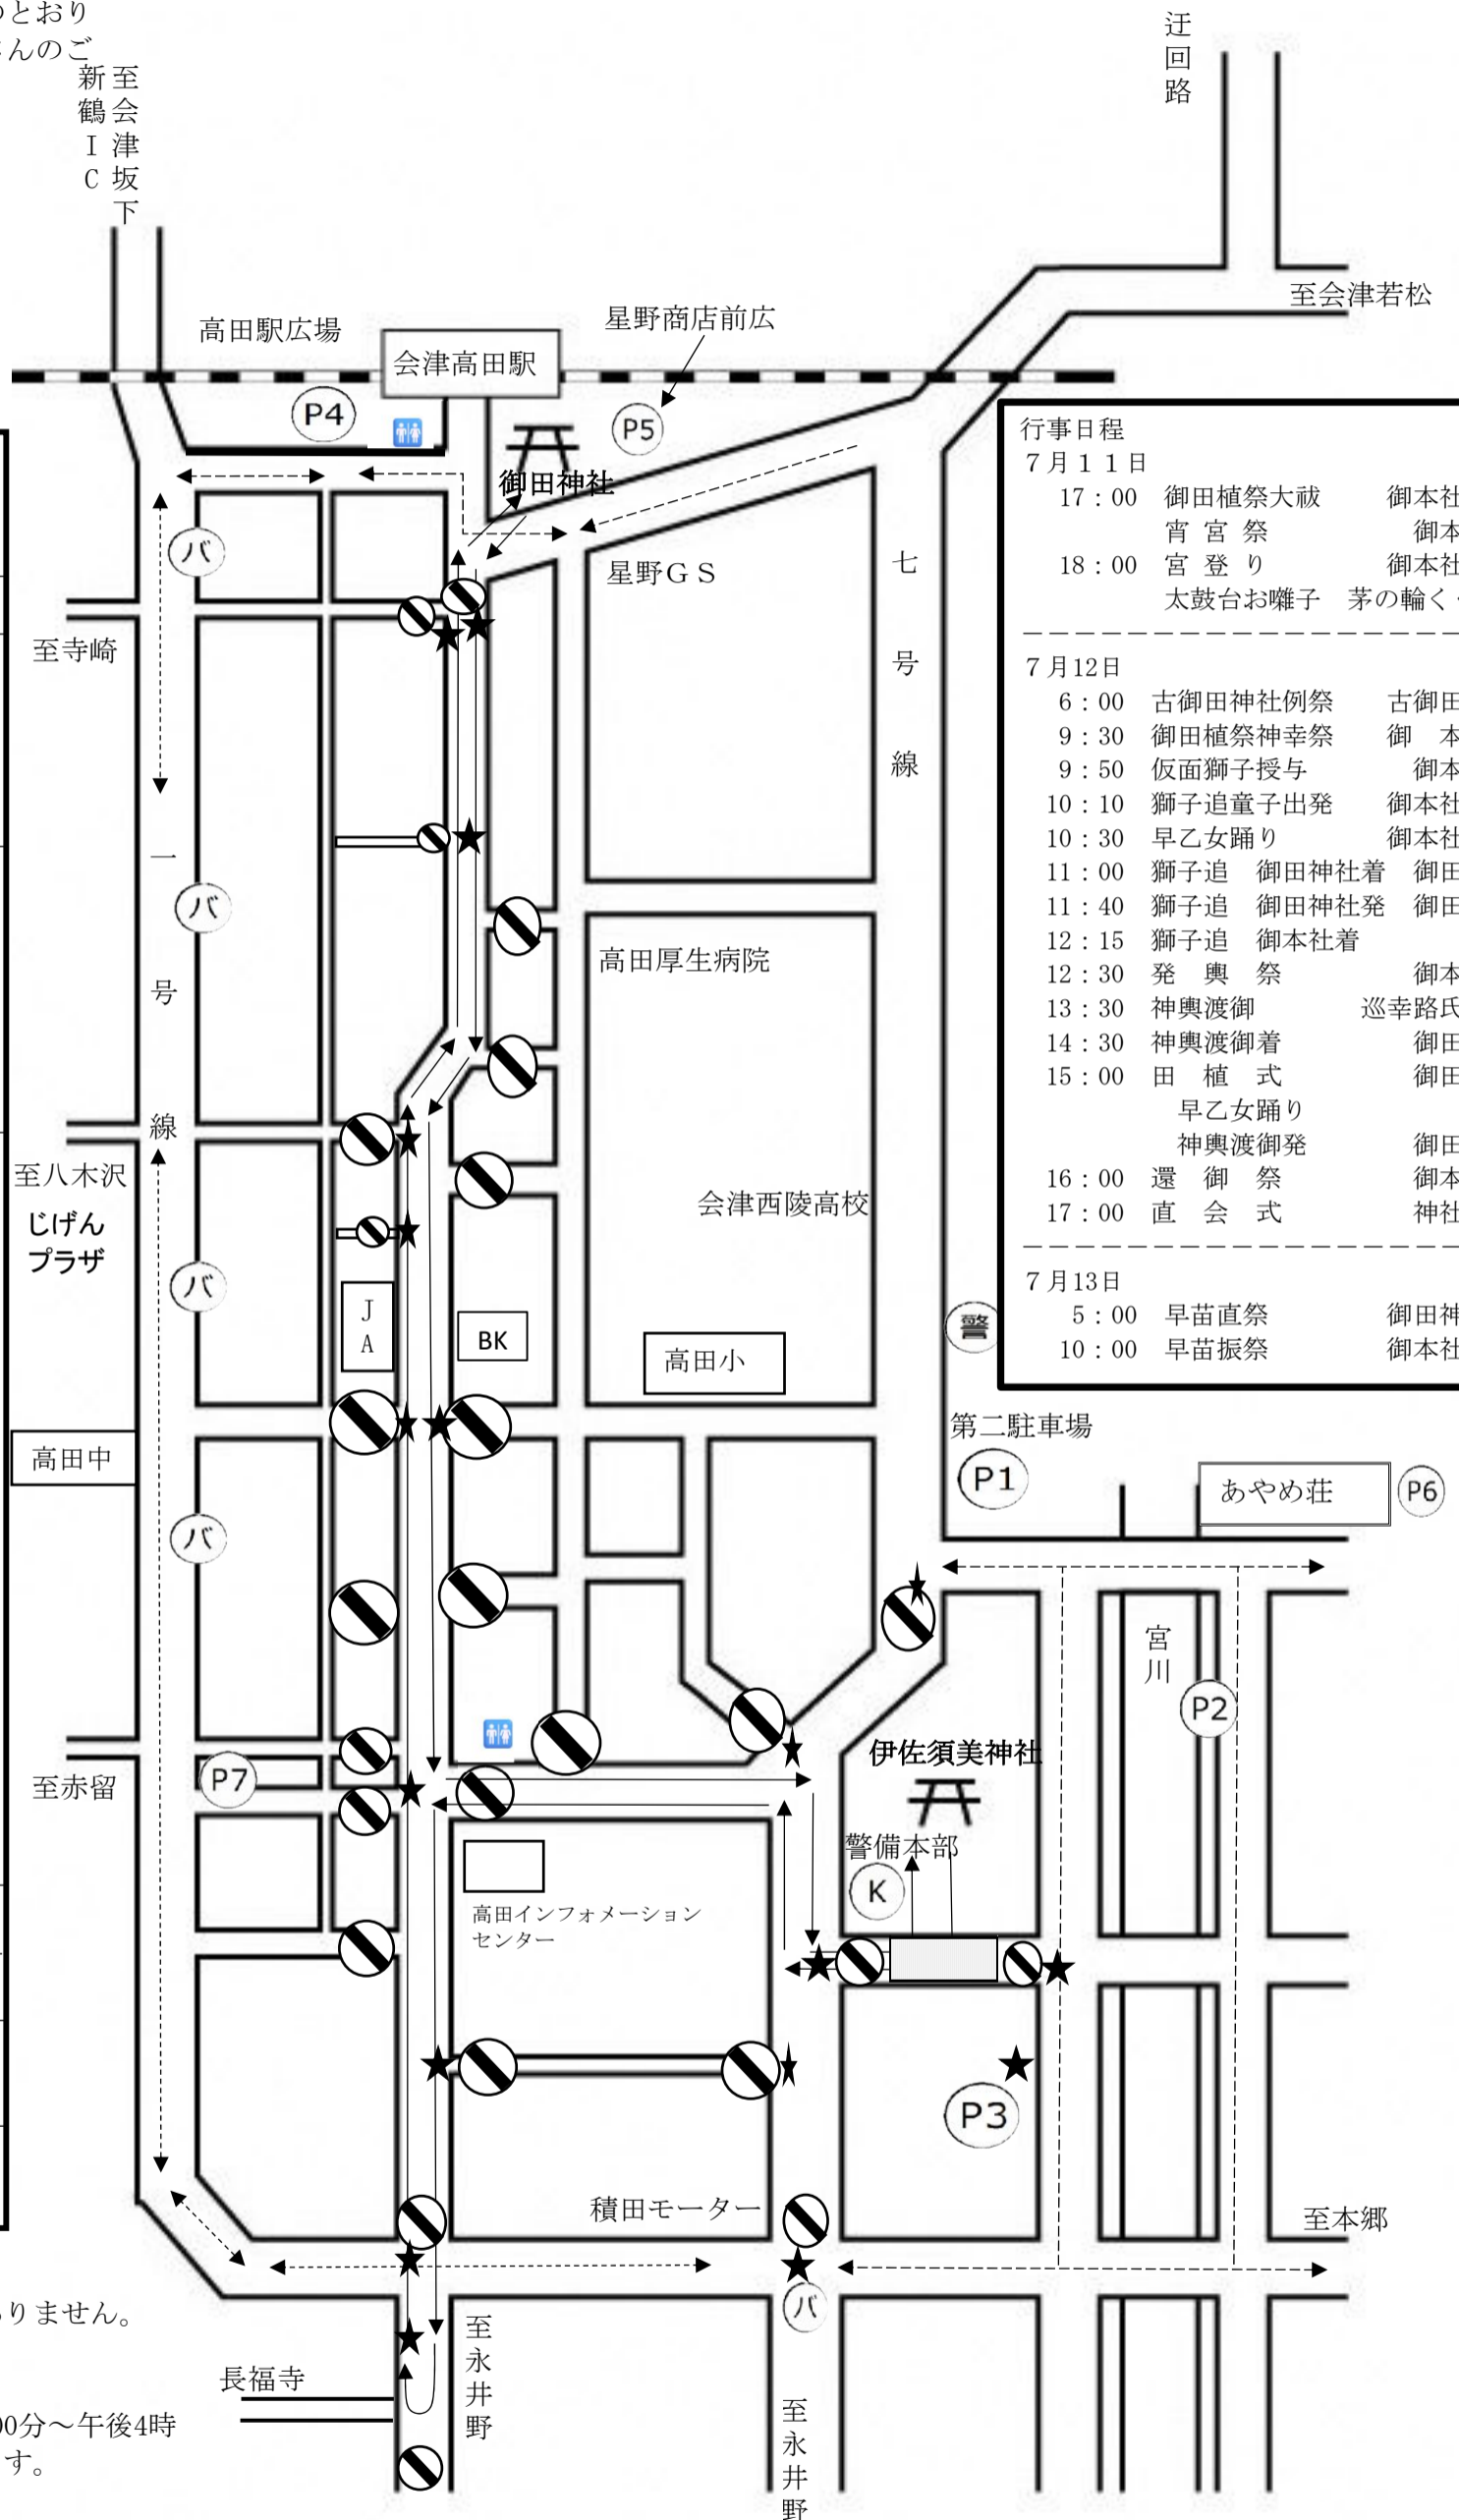 のとおり
さんのご
至会津坂下
新鶴ＩＣ
迂回路
至会津若松
高田駅広場
会津高田駅
星野商店前広
P4
P5
御田神社
星野ＧＳ
七号線
バ
至寺崎
一号線
バ
高田厚生病院
至八木沢
じげん
プラザ
バ
会津西陵高校
ＪＡ
BK
高田小
警
高田中
バ
第二駐車場
P1
あやめ荘
P6
宮川
P2
至赤留
P7
伊佐須美神社
警備本部
K
高田インフォメーション
センター
P3
積田モーター
至本郷
バ
至永井野
至永井野
長福寺
ありません。
00分～午後4時
す。
行事日程
７月１１日
17：00 御田植祭大祓 御本社
宵 宮 祭 御本
18：00 宮 登 り 御本社
太鼓台お囃子 茅の輪く
７月12日
6：00 古御田神社例祭 古御田
9：30 御田植祭神幸祭 御 本
9：50 仮面獅子授与 御本
10：10 獅子追童子出発 御本社
10：30 早乙女踊り 御本社
11：00 獅子追 御田神社着 御田
11：40 獅子追 御田神社発 御田
12：15 獅子追 御本社着
12：30 発 輿 祭 御本
13：30 神輿渡御 巡幸路氏
14：30 神輿渡御着 御田
15：00 田 植 式 御田
早乙女踊り
神輿渡御発 御田
16：00 還 御 祭 御本
17：00 直 会 式 神社
７月13日
5：00 早苗直祭 御田神
10：00 早苗振祭 御本社